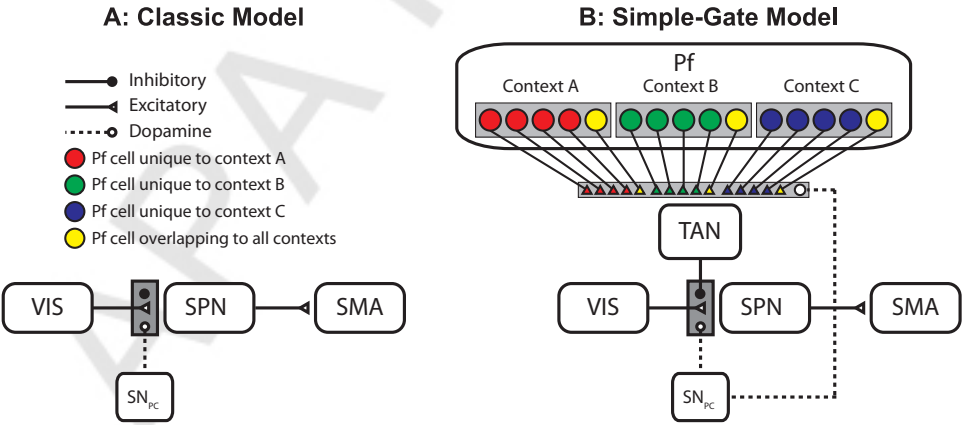 A: Classic Model
Inhibitory
Excitatory
Dopamine
Pf cell unique to context A
Pf cell unique to context B
Pf cell unique to context C
Pf cell overlapping to all contexts
VIS
SPN
SMA
SNPC
B: Simple-Gate Model
Pf
Context A
Context B
Context C
TAN
VIS
SPN
SMA
SNPC
APA